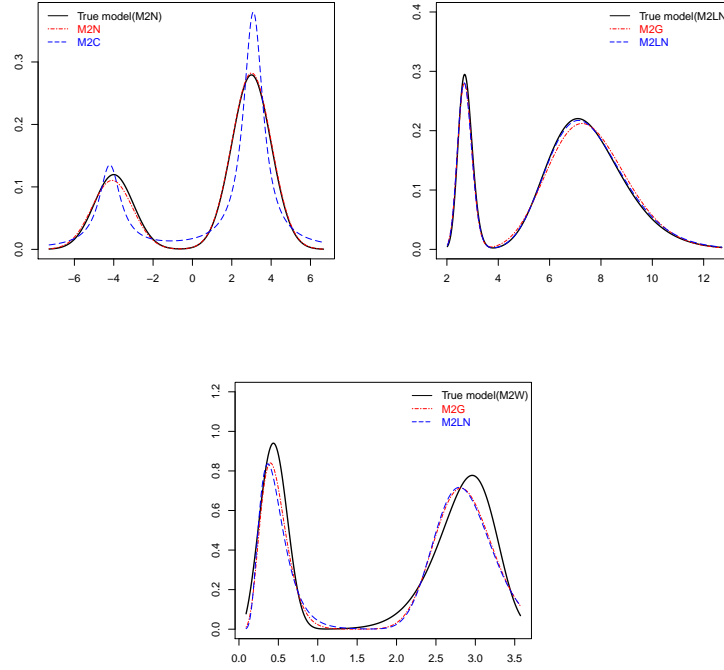 True model(M2N)
M2N
M2C
0.0 0.1 0.2 0.3
−6 −4 −2 0 2 4 6
True model(M2LN
M2G
M2LN
0.0 0.1 0.2 0.3 0.4
2 4 6 8 10 12
True model(M2W)
M2G
M2LN
0.0 0.2 0.4 0.6 0.8 1.0 1.2
0.0 0.5 1.0 1.5 2.0 2.5 3.0 3.5